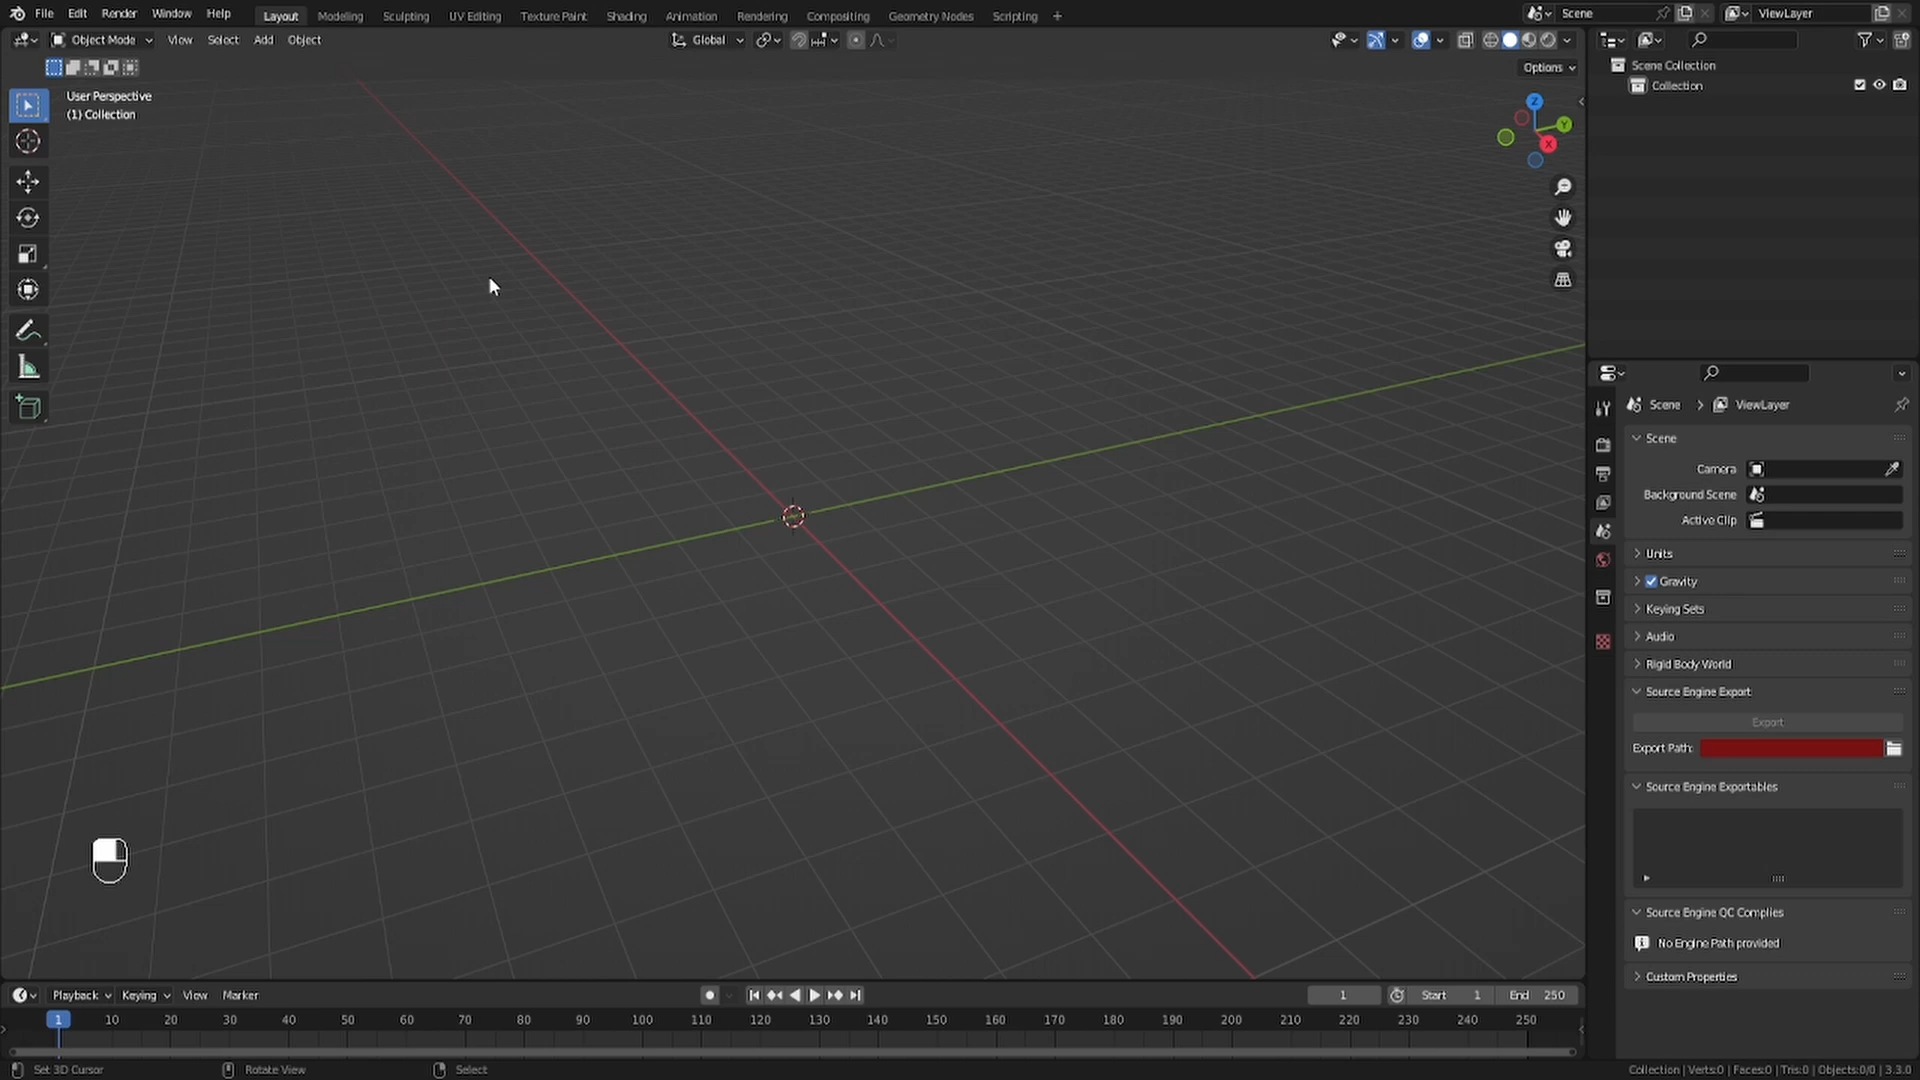 File Edit Render Window Help Layout Modeling Sculpting UV Editing Texture Paint Shading Animation Rendering Compositing Geometry Nodes Scripting + Scene ViewLayer
Object Mode View Select Add Object Global
Options
User Perspective
(1) Collection
Z
Y
X
Scene Collection
Collection
Scene > ViewLayer
Scene
Camera
Background Scene
Active Clip
Units
Gravity
Keying Sets
Audio
Rigid Body World
Source Engine Export
Export
Export Path:
Source Engine Exportables
Source Engine QC Complies
No Engine Path provided
Custom Properties
Playback Keying View Marker 1 Start 1 End 250
1 10 20 30 40 50 60 70 80 90 100 110 120 130 140 150 160 170 180 190 200 210 220 230 240 250
Set 3D Cursor Rotate View Select Collection | Verts:0 | Faces:0 | Tris:0 | Objects:0/0 | 3.3.0